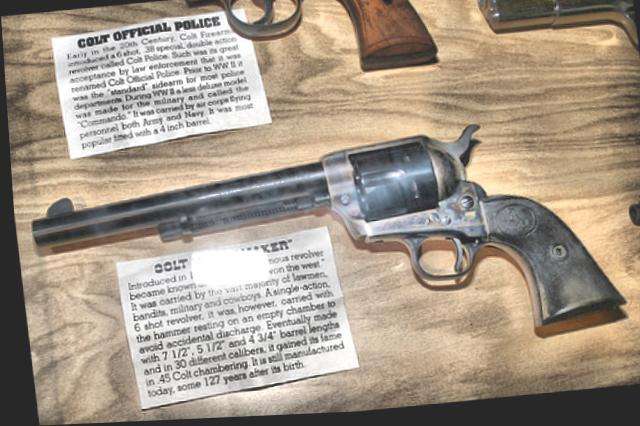 COLT OFFICIAL POLICE
Early in the 20th Century, Colt Firearms
introduced a 6 shot, .38 special, double action
revolver called Colt Police. Such was its great
acceptance by law enforcement that it was
renamed Colt Official Police. Prior to WW II it
was the "standard" sidearm for most police
departments. During WW II a less deluxe model
was made for the military and called the
"Commando." It was carried by air corps flying
personnel both Army and Navy. It was most
popular fitted with a 4 inch barrel.
COLT MAKER"
Introduced in revolver
became known won the west."
It was carried by the vast majority of lawmen,
bandits, military and cowboys. A single-action,
6 shot revolver, it was, however, carried with
the hammer resting on an empty chamber to
avoid accidental discharge. Eventually made
with 7 1/2", 5 1/2" and 4 3/4" barrel lengths
and in 30 different calibers, it gained its fame
in .45 Colt chambering. It is still manufactured
today, some 127 years after its birth.